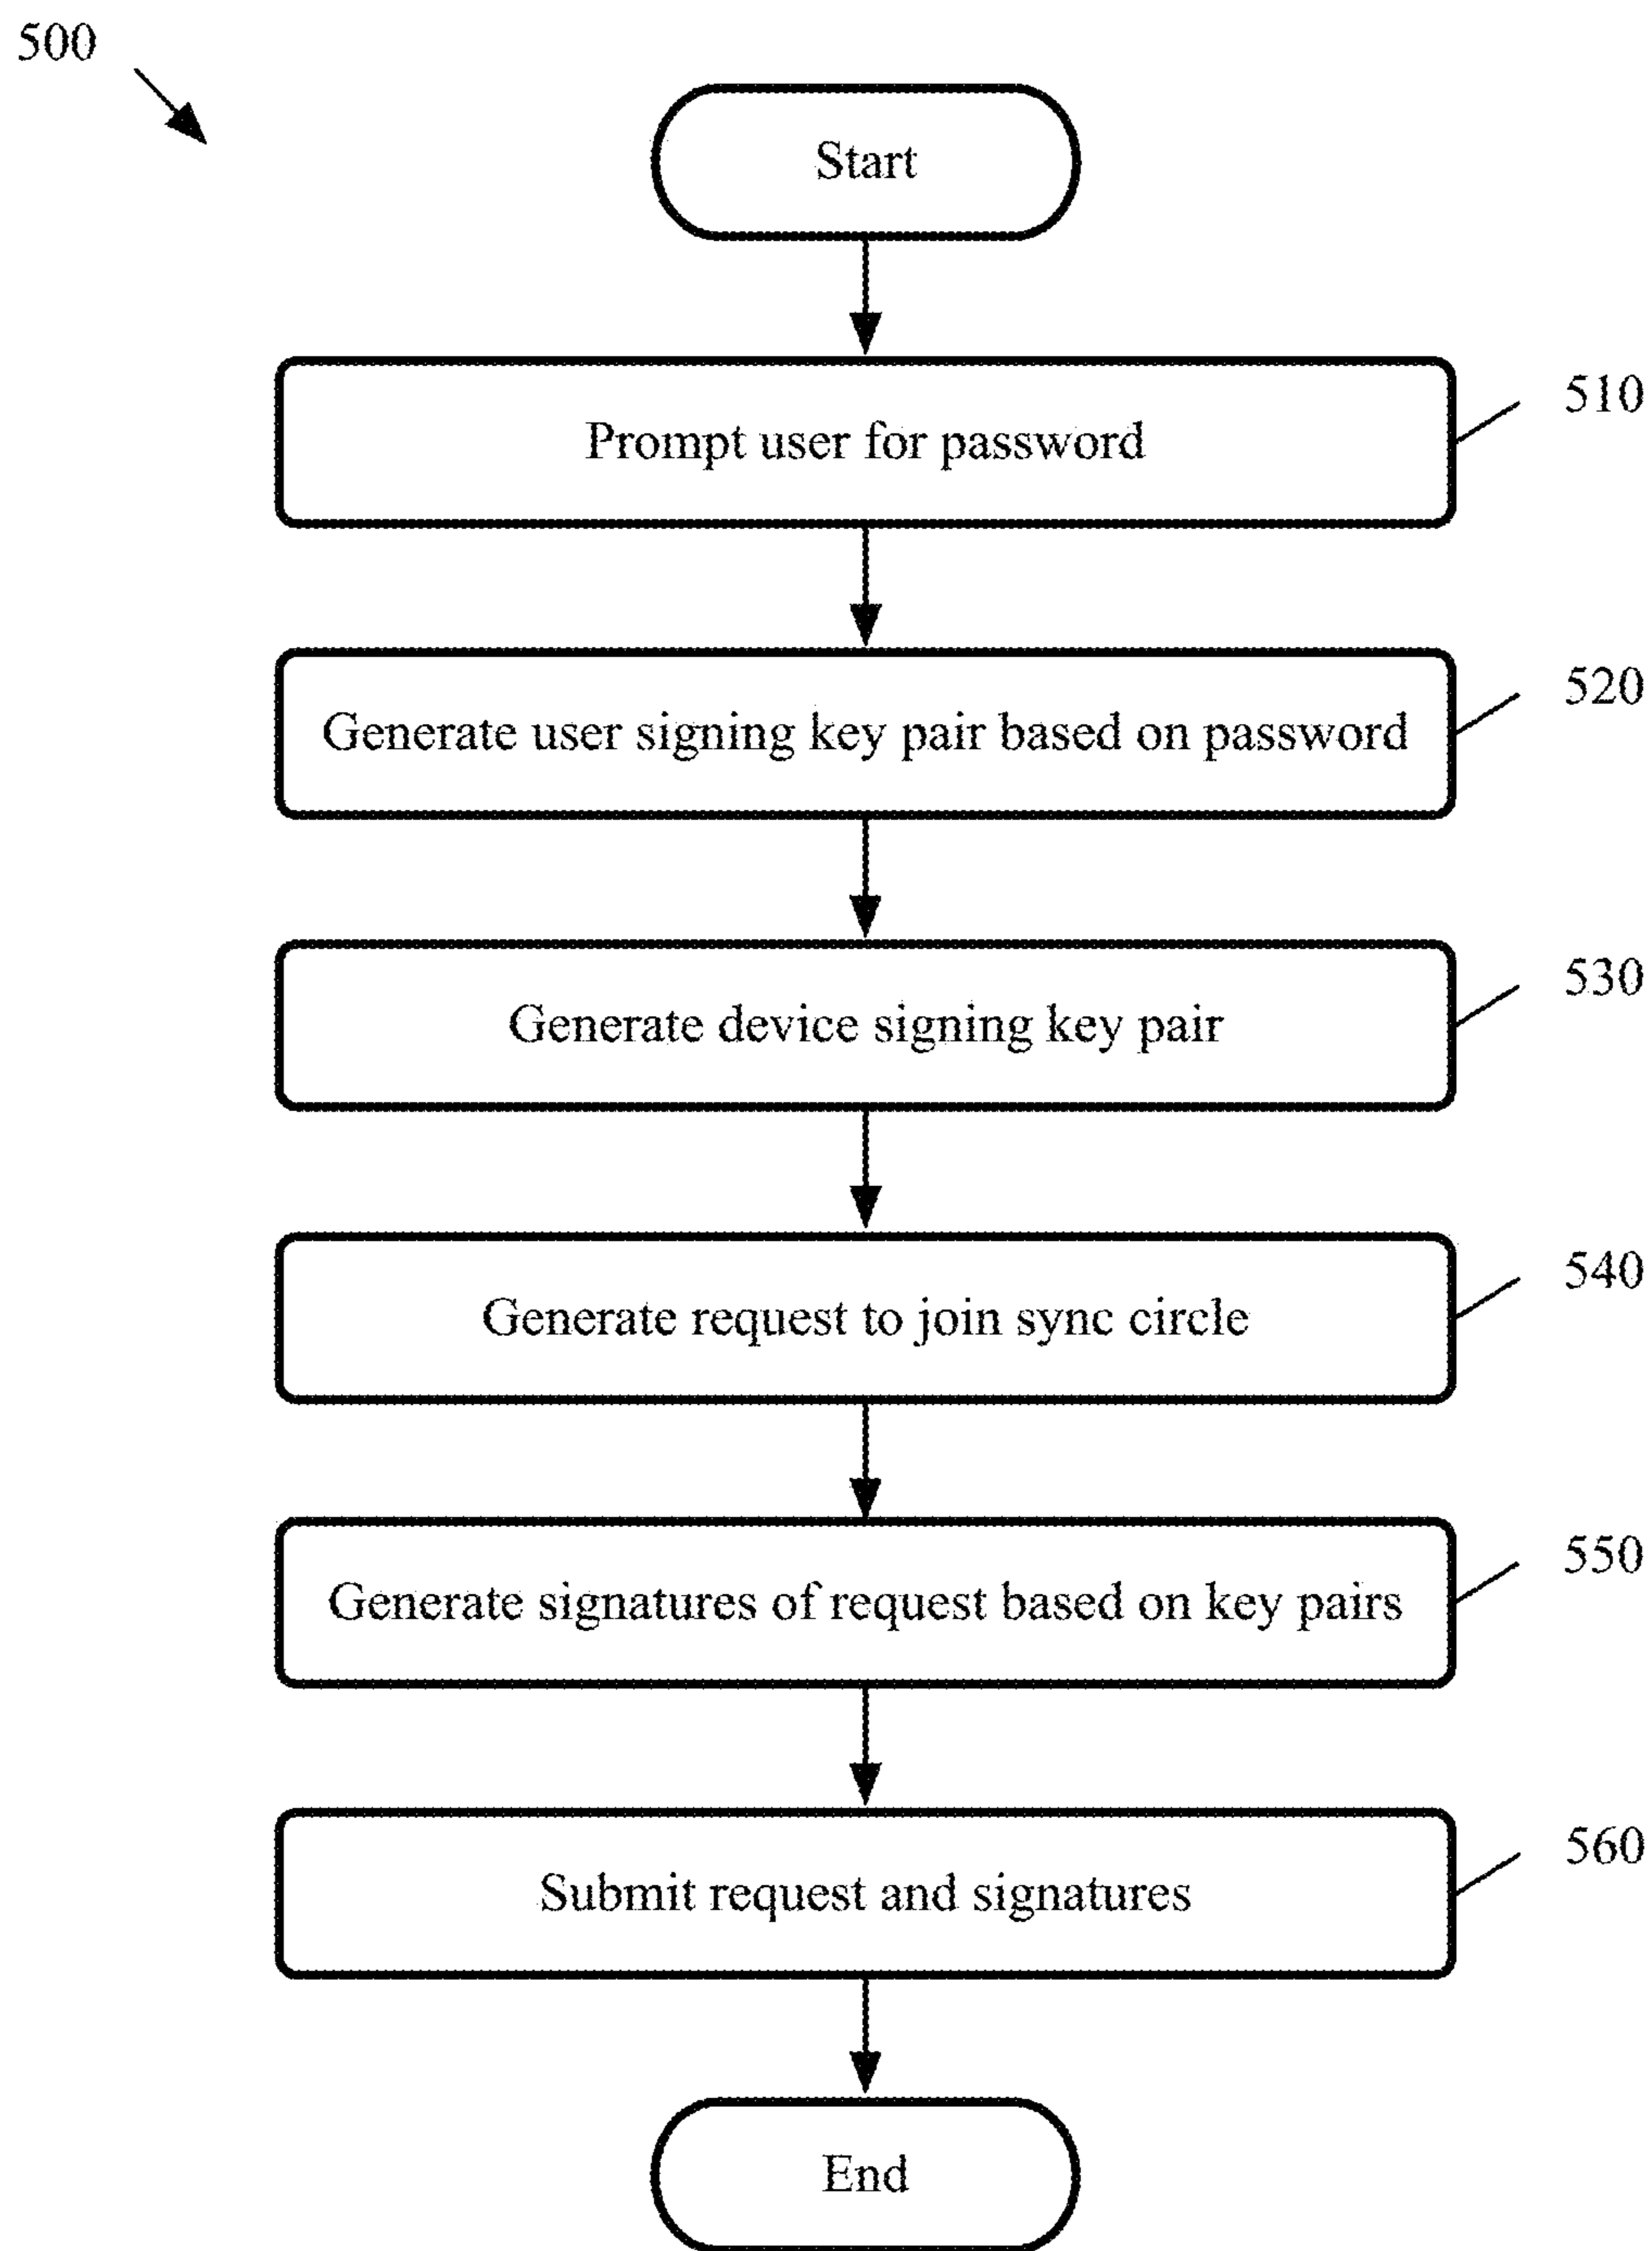 500
Start
Prompt user for password
510
Generate user signing key pair based on password
520
Generate device signing key pair
530
Generate request to join sync circle
540
Generate signatures of request based on key pairs
550
Submit request and signatures
560
End